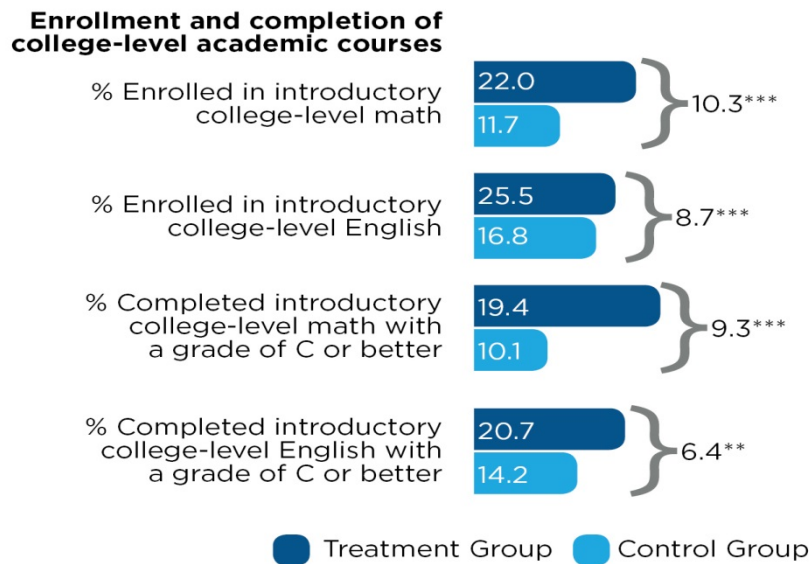 Enrollment and completion of
college-level academic courses
% Enrolled in introductory
college-level math
22.0
11.7
10.3***
% Enrolled in introductory
college-level English
25.5
16.8
8.7***
% Completed introductory
college-level math with
a grade of C or better
19.4
10.1
9.3***
% Completed introductory
college-level English with
a grade of C or better
20.7
14.2
6.4**
Treatment Group Control Group